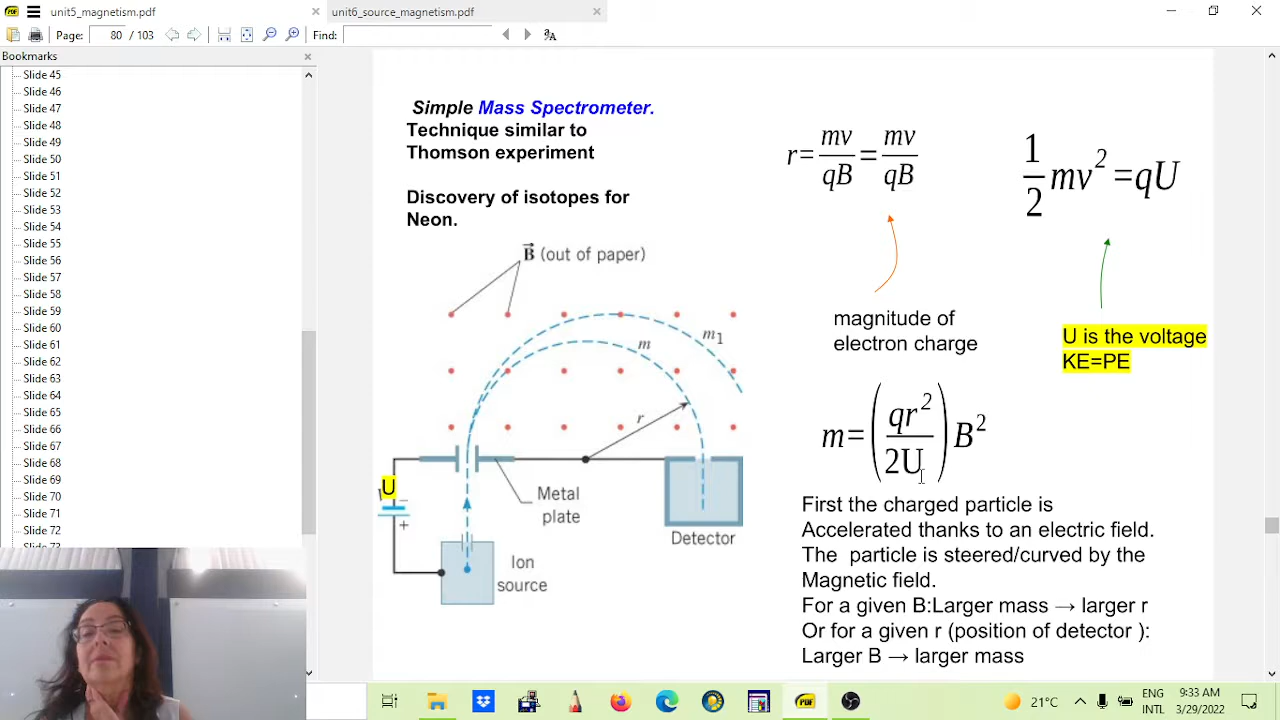 unit5_magnetism.pdf
unit6_source_magnetism.pdf
Page: 80 / 103
Find:
Bookmarks
Slide 45
Slide 46
Slide 47
Slide 48
Slide 49
Slide 50
Slide 51
Slide 52
Slide 53
Slide 54
Slide 55
Slide 56
Slide 57
Slide 58
Slide 59
Slide 60
Slide 61
Slide 62
Slide 63
Slide 64
Slide 65
Slide 66
Slide 67
Slide 68
Slide 69
Slide 70
Slide 71
Slide 72
Slide 73
Simple Mass Spectrometer.
Technique similar to
Thomson experiment
Discovery of isotopes for
Neon.
B (out of paper)
m₁
m
r
U
−
+
Metal
plate
Detector
Ion
source
r = mv/qB = mv/qB
1/2 mv² = qU
magnitude of
electron charge
U is the voltage
KE=PE
m = (qr²/2U) B²
First the charged particle is
Accelerated thanks to an electric field.
The particle is steered/curved by the
Magnetic field.
For a given B:Larger mass → larger r
Or for a given r (position of detector ):
Larger B → larger mass
PDF
21°C
ENG
INTL
9:33 AM
3/29/2022